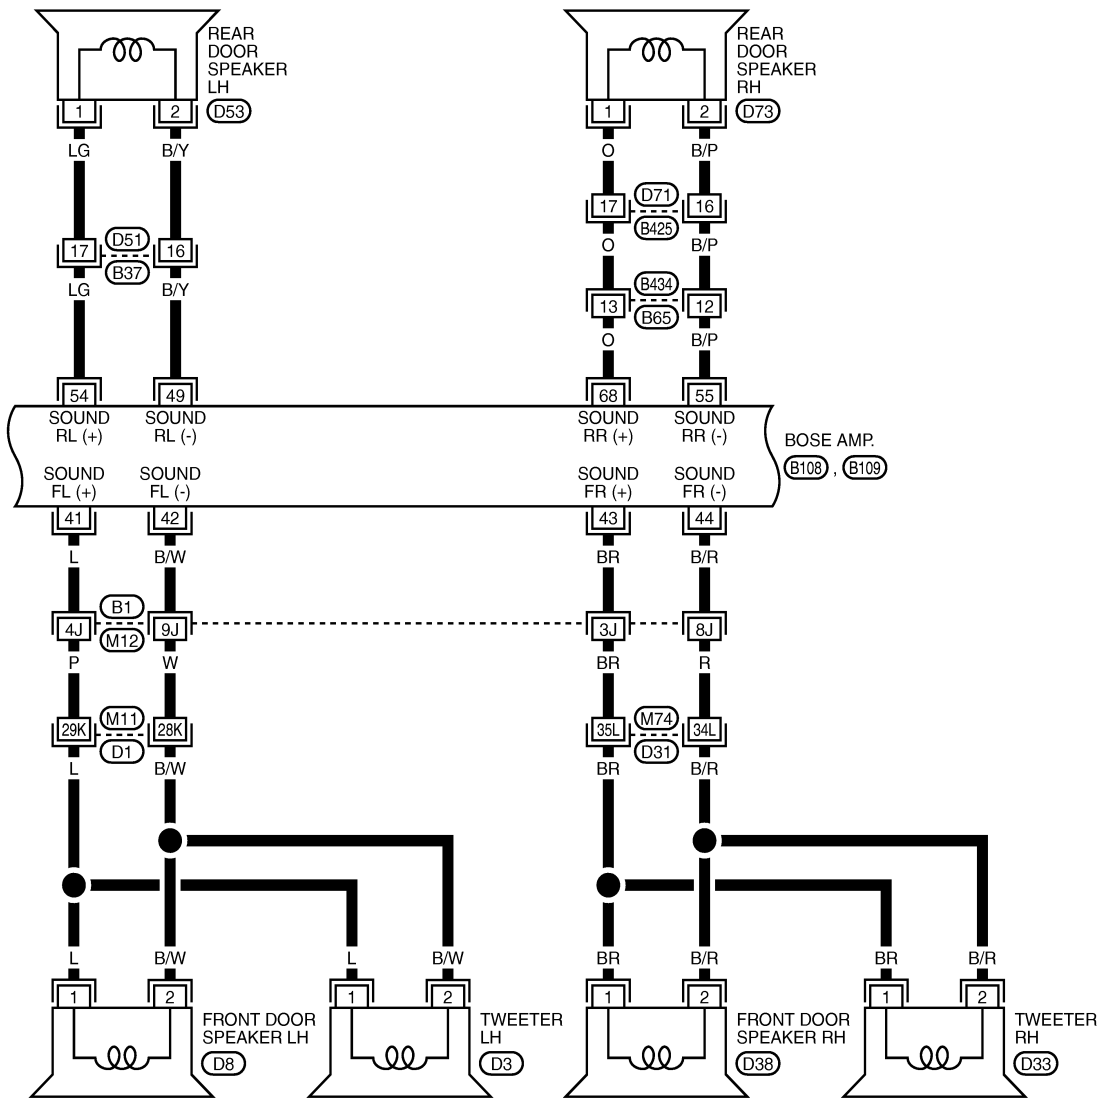 REAR
DOOR
SPEAKER
LH
D53
REAR
DOOR
SPEAKER
RH
D73
1 2 1 2
LG B/Y O B/P
17 D71 16
B425
17 D51 16
B37
O B/P
LG B/Y
B434
13 B65 12
O B/P
54 49 68 55
SOUND
RL (+)
SOUND
RL (-)
SOUND
RR (+)
SOUND
RR (-)
BOSE AMP.
B108 , B109
SOUND
FL (+)
SOUND
FL (-)
SOUND
FR (+)
SOUND
FR (-)
41 42 43 44
L B/W BR B/R
B1
4J 9J 3J 8J
M12
P W BR R
M11 M74
29K 28K 35L 34L
D1 D31
L B/W BR B/R
L B/W L B/W BR B/R BR B/R
1 2 1 2 1 2 1 2
FRONT DOOR
SPEAKER LH
D8
TWEETER
LH
D3
FRONT DOOR
SPEAKER RH
D38
TWEETER
RH
D33